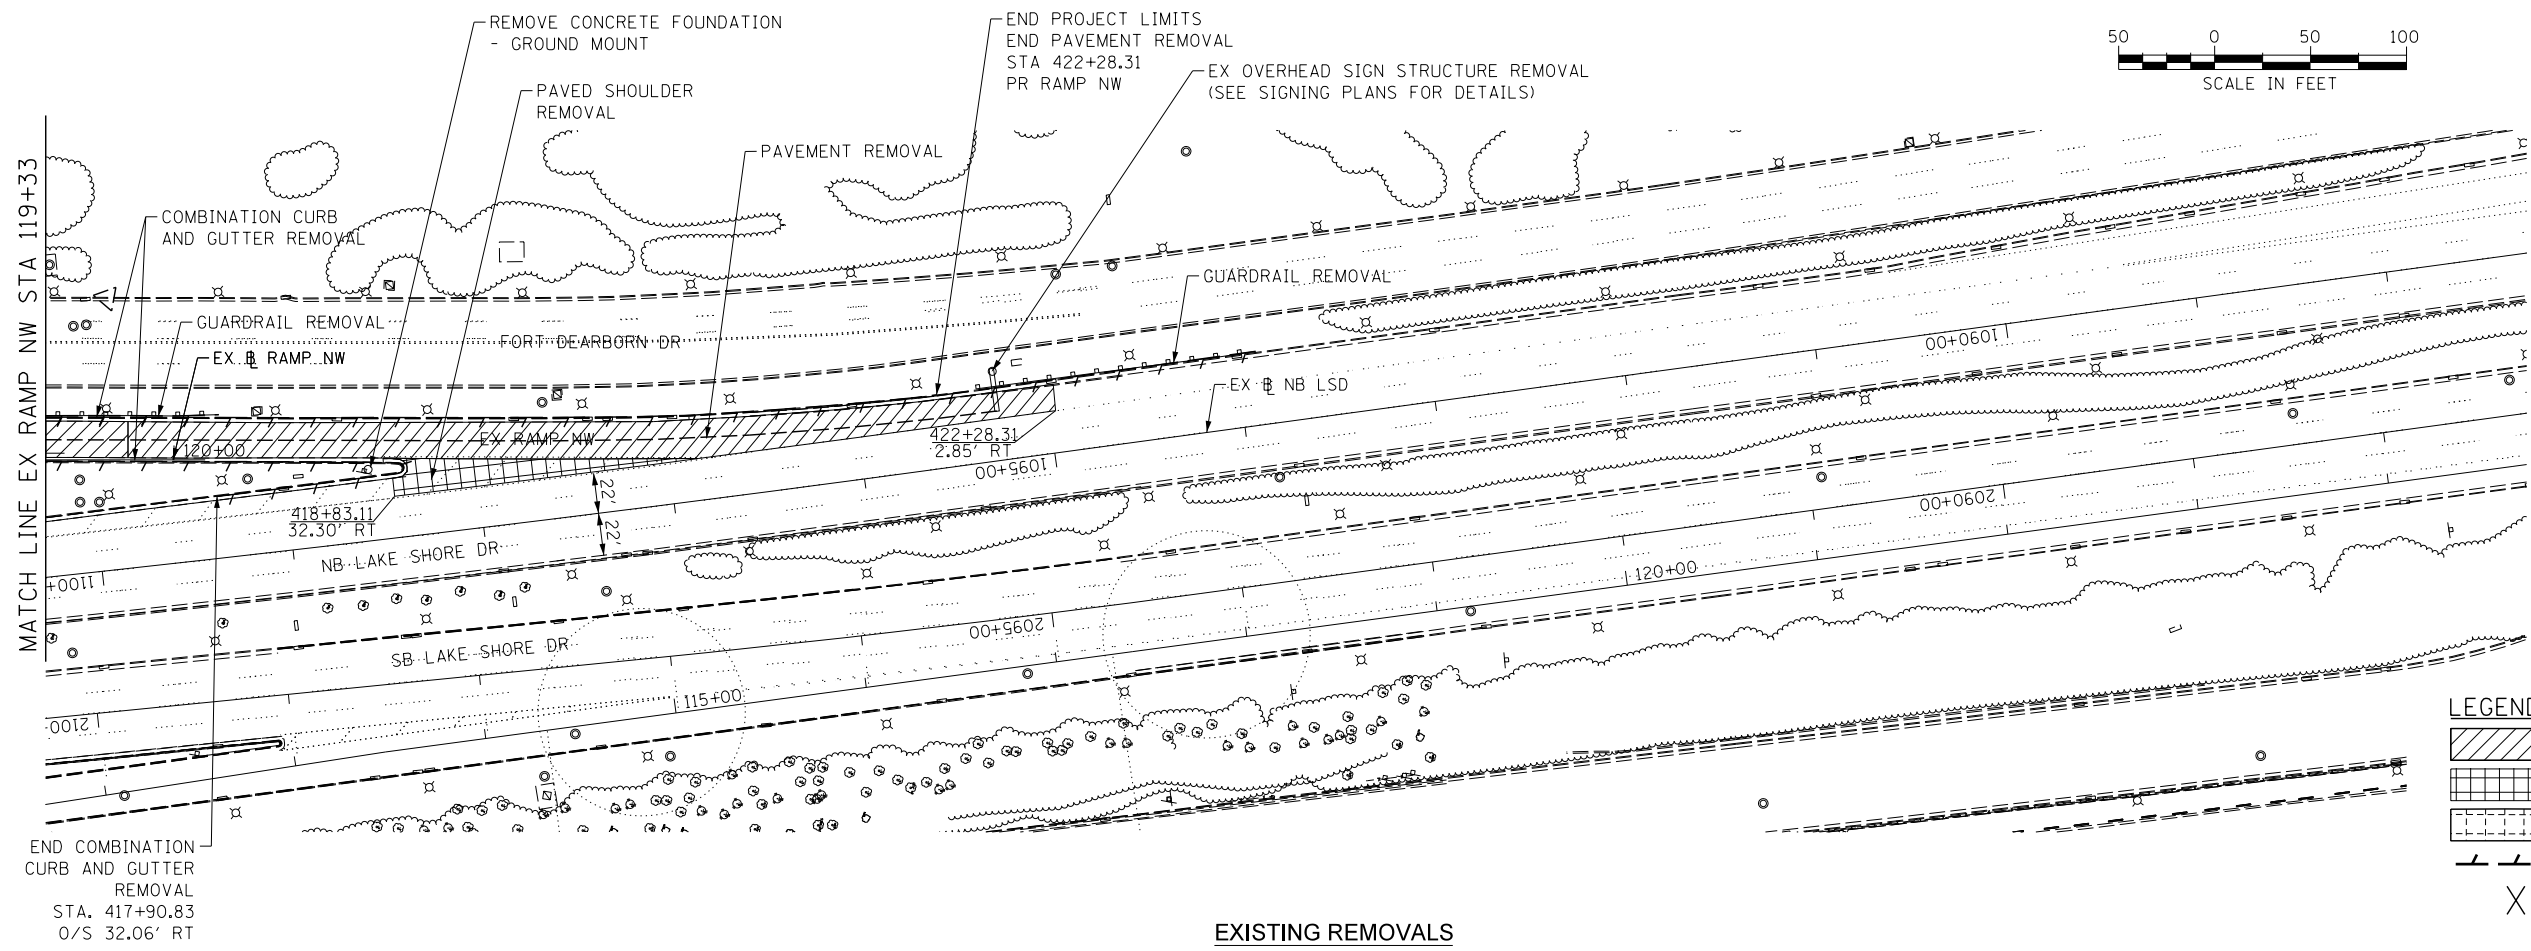 REMOVE CONCRETE FOUNDATION
- GROUND MOUNT
PAVED SHOULDER
REMOVAL
END PROJECT LIMITS
END PAVEMENT REMOVAL
STA 422+28.31
PR RAMP NW
EX OVERHEAD SIGN STRUCTURE REMOVAL
(SEE SIGNING PLANS FOR DETAILS)
50 0 50 100
SCALE IN FEET
PAVEMENT REMOVAL
MATCH LINE EX RAMP NW STA 119+33
COMBINATION CURB
AND GUTTER REMOVAL
GUARDRAIL REMOVAL
GUARDRAIL REMOVAL
FORT DEARBORN DR
EX ℄ RAMP NW
EX ℄ NB LSD
1090+00
EX RAMP NW
120+00
422+28.31
2.85' RT
1095+00
418+83.11
32.30' RT
22'
22'
2090+00
NB LAKE SHORE DR
1100+
120+00
2095+00
SB LAKE SHORE DR
115+00
2100
LEGEND
END COMBINATION
CURB AND GUTTER
REMOVAL
STA. 417+90.83
O/S 32.06' RT
EXISTING REMOVALS